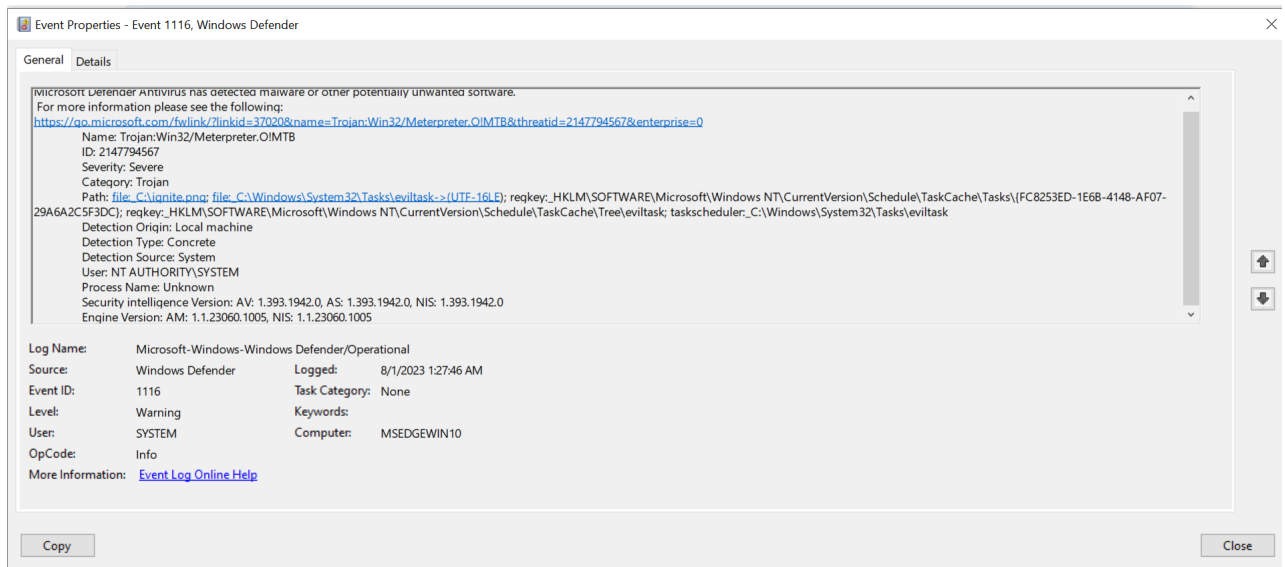 Event Properties - Event 1116, Windows Defender
General Details
Microsoft Defender Antivirus has detected malware or other potentially unwanted software.
For more information please see the following:
https://go.microsoft.com/fwlink/?linkid=37020&name=Trojan:Win32/Meterpreter.O!MTB&threatid=2147794567&enterprise=0
Name: Trojan:Win32/Meterpreter.O!MTB
ID: 2147794567
Severity: Severe
Category: Trojan
Path: file:_C:\ignite.png; file:_C:\Windows\System32\Tasks\eviltask->(UTF-16LE); regkey:_HKLM\SOFTWARE\Microsoft\Windows NT\CurrentVersion\Schedule\TaskCache\Tasks\{FC8253ED-1E6B-4148-AF07-
29A6A2C5F3DC}; regkey:_HKLM\SOFTWARE\Microsoft\Windows NT\CurrentVersion\Schedule\TaskCache\Tree\eviltask; taskscheduler:_C:\Windows\System32\Tasks\eviltask
Detection Origin: Local machine
Detection Type: Concrete
Detection Source: System
User: NT AUTHORITY\SYSTEM
Process Name: Unknown
Security intelligence Version: AV: 1.393.1942.0, AS: 1.393.1942.0, NIS: 1.393.1942.0
Engine Version: AM: 1.1.23060.1005, NIS: 1.1.23060.1005
Log Name: Microsoft-Windows-Windows Defender/Operational
Source: Windows Defender Logged: 8/1/2023 1:27:46 AM
Event ID: 1116 Task Category: None
Level: Warning Keywords:
User: SYSTEM Computer: MSEDGEWIN10
OpCode: Info
More Information: Event Log Online Help
Copy Close